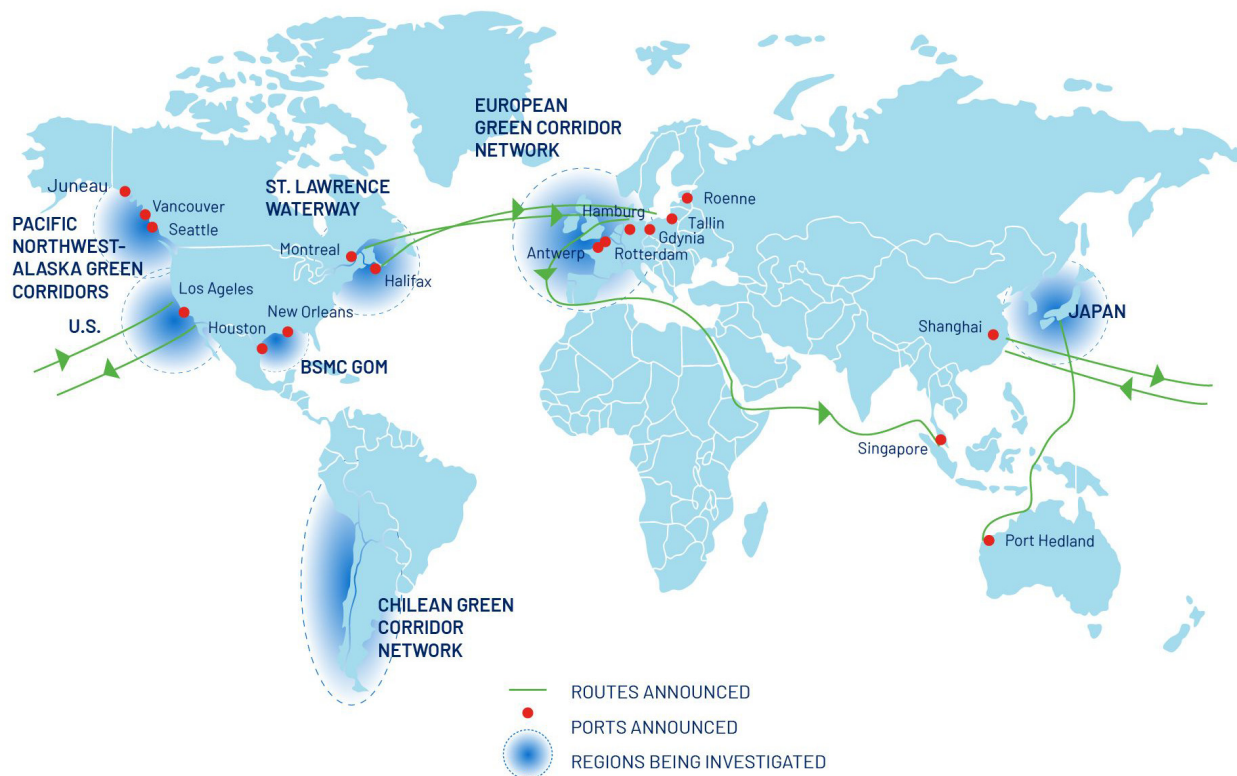 EUROPEAN
GREEN CORRIDOR
NETWORK
Juneau
Vancouver
Seattle
PACIFIC
NORTHWEST-
ALASKA GREEN
CORRIDORS
ST. LAWRENCE
WATERWAY
Montreal
Halifax
Hamburg
Roenne
Tallin
Gdynia
Antwerp
Rotterdam
Los Ageles
U.S.
Houston
New Orleans
BSMC GOM
Shanghai
JAPAN
Singapore
Port Hedland
CHILEAN GREEN
CORRIDOR
NETWORK
ROUTES ANNOUNCED
PORTS ANNOUNCED
REGIONS BEING INVESTIGATED